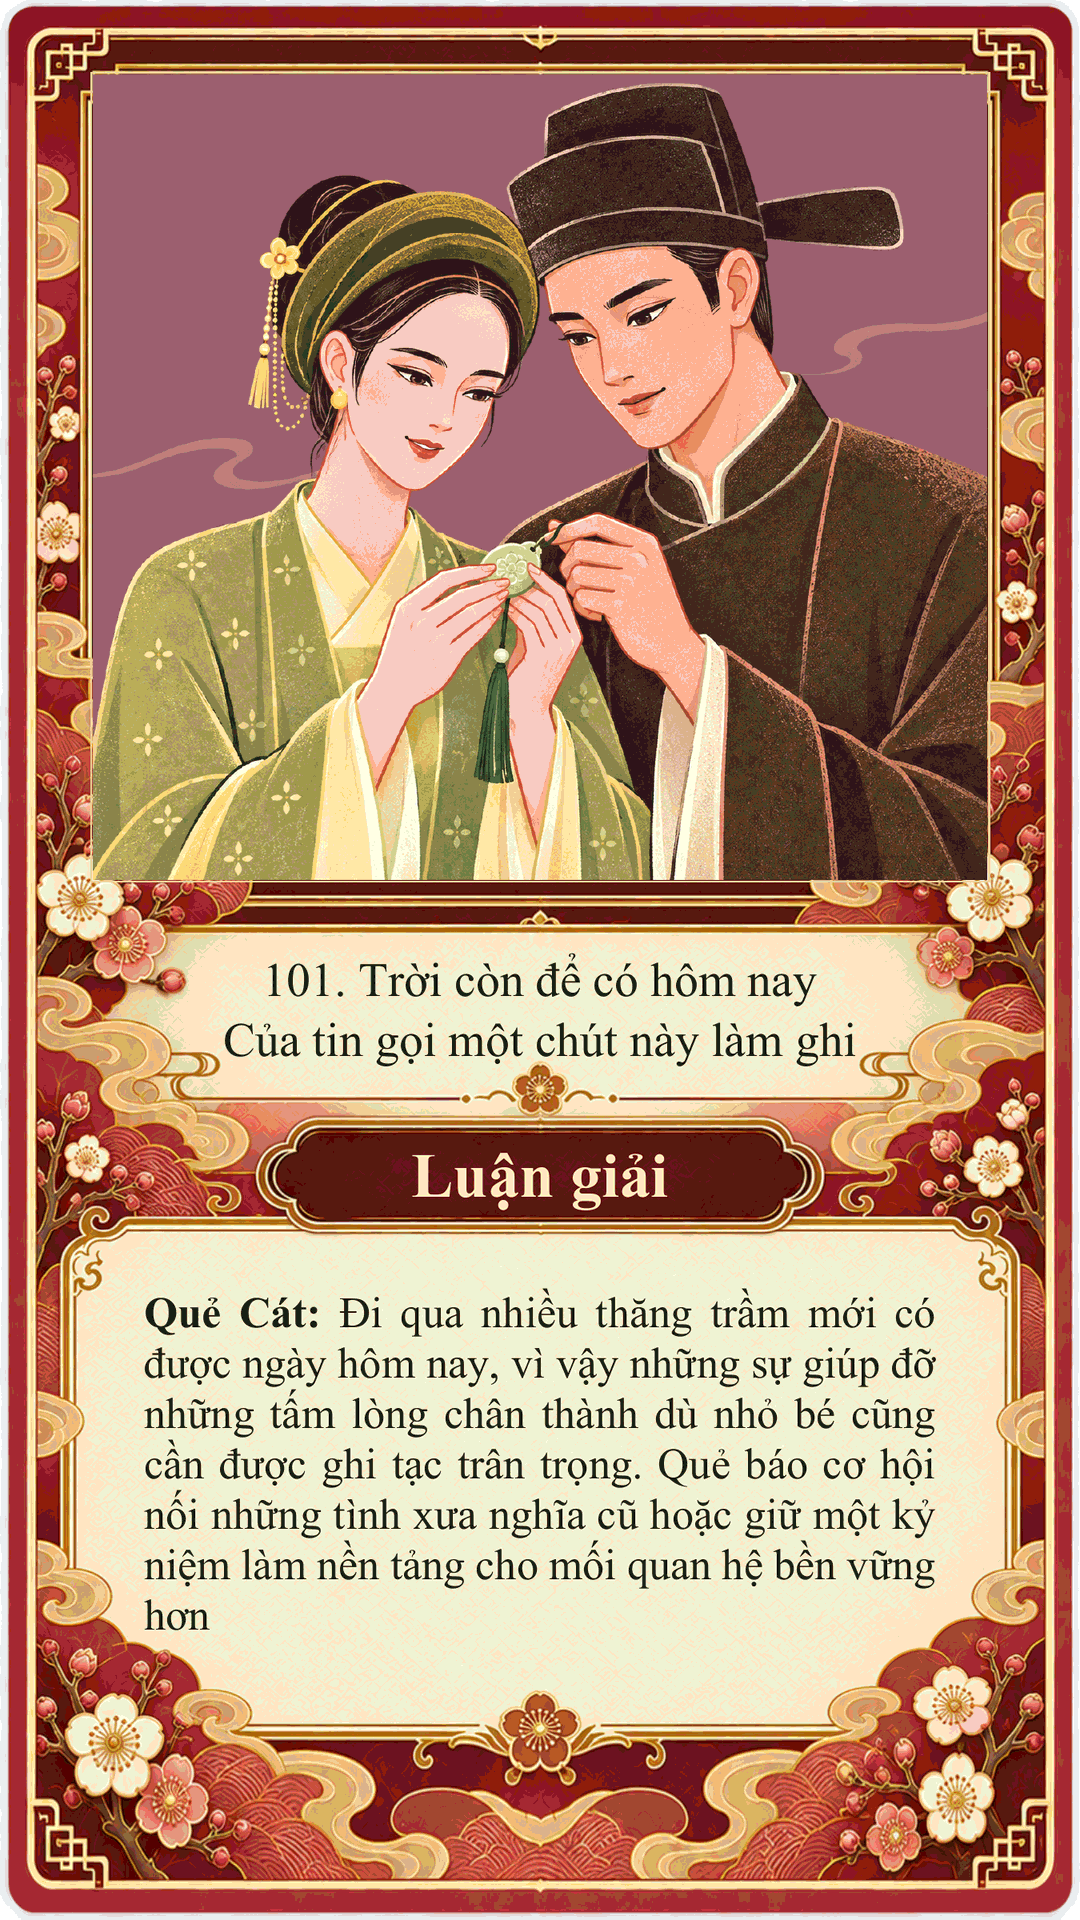 101. Trời còn để có hôm nay
Của tin gọi một chút này làm ghi
Luận giải
Quẻ Cát: Đi qua nhiều thăng trầm mới có
được ngày hôm nay, vì vậy những sự giúp đỡ
những tấm lòng chân thành dù nhỏ bé cũng
cần được ghi tạc trân trọng. Quẻ báo cơ hội
nối những tình xưa nghĩa cũ hoặc giữ một kỷ
niệm làm nền tảng cho mối quan hệ bền vững
hơn